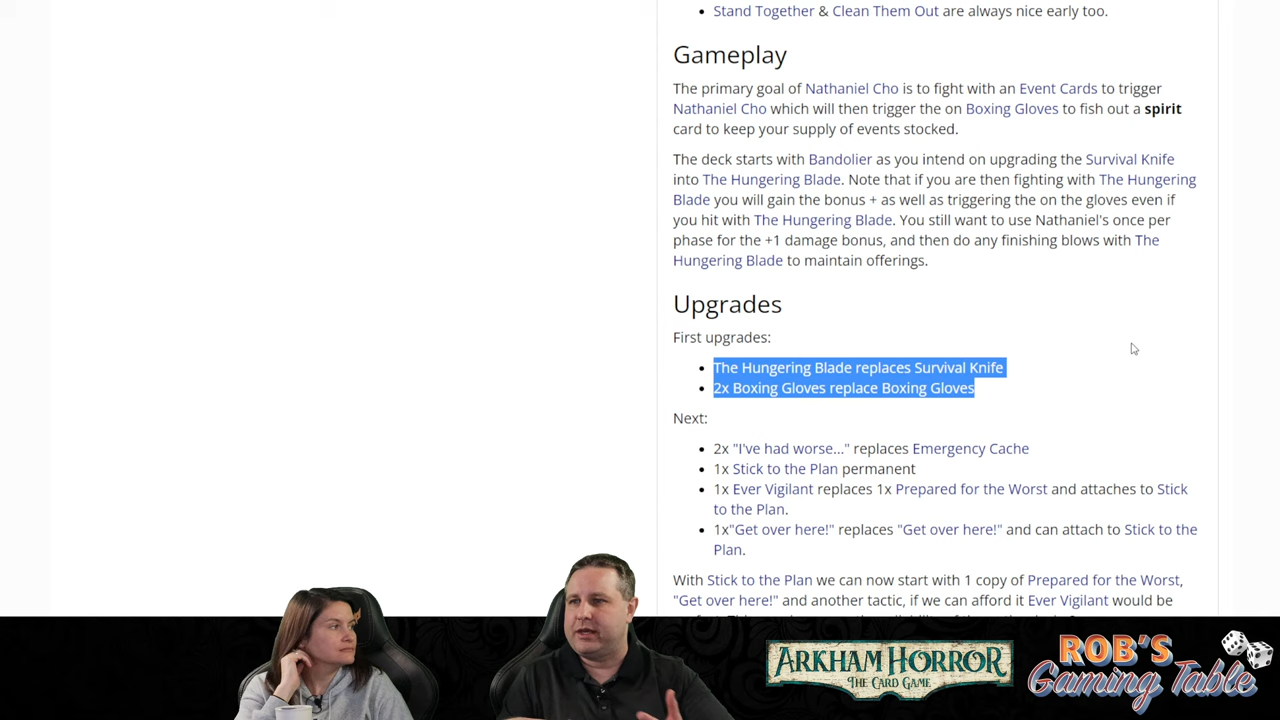 Stand Together & Clean Them Out are always nice early too.
Gameplay
The primary goal of Nathaniel Cho is to fight with an Event Cards to trigger
Nathaniel Cho which will then trigger the on Boxing Gloves to fish out a spirit
card to keep your supply of events stocked.
The deck starts with Bandolier as you intend on upgrading the Survival Knife
into The Hungering Blade. Note that if you are then fighting with The Hungering
Blade you will gain the bonus + as well as triggering the on the gloves even if
you hit with The Hungering Blade. You still want to use Nathaniel's once per
phase for the +1 damage bonus, and then do any finishing blows with The
Hungering Blade to maintain offerings.
Upgrades
First upgrades:
The Hungering Blade replaces Survival Knife
2x Boxing Gloves replace Boxing Gloves
Next:
2x "I've had worse..." replaces Emergency Cache
1x Stick to the Plan permanent
1x Ever Vigilant replaces 1x Prepared for the Worst and attaches to Stick
to the Plan.
1x"Get over here!" replaces "Get over here!" and can attach to Stick to the
Plan.
With Stick to the Plan we can now start with 1 copy of Prepared for the Worst,
"Get over here!" and another tactic, if we can afford it Ever Vigilant would be
ARKHAM HORROR
THE CARD GAME
ROB'S
Gaming Table